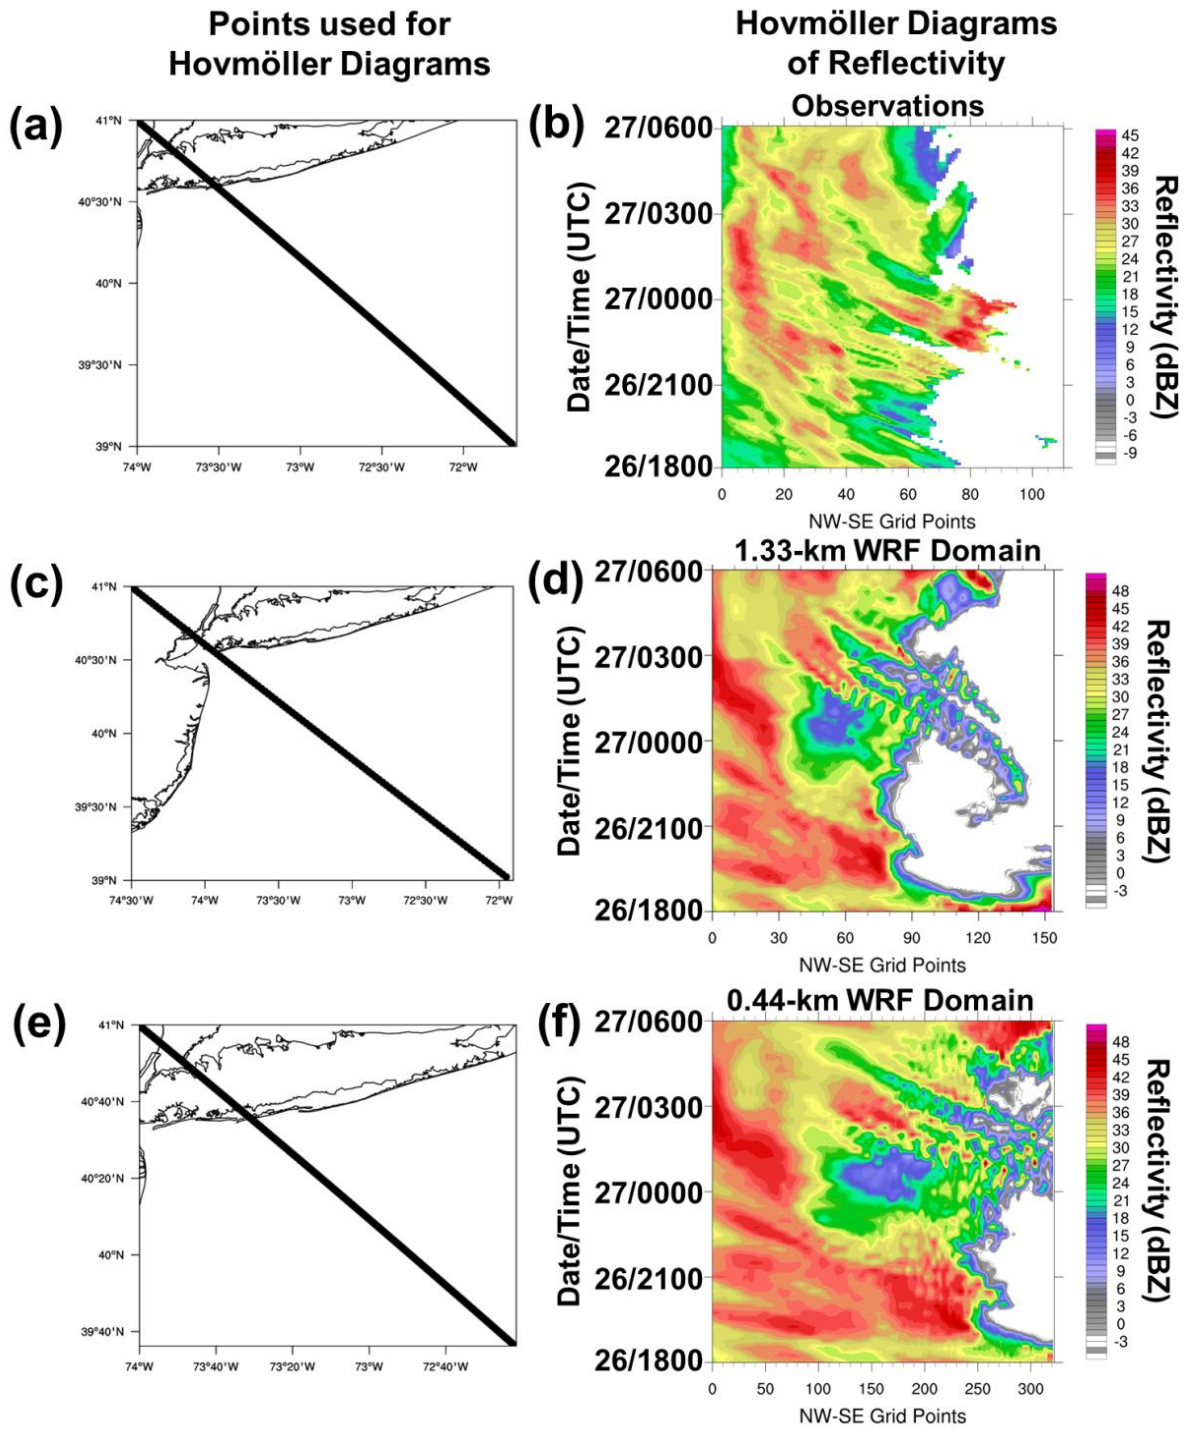 Points used for
Hovmöller Diagrams
Hovmöller Diagrams
of Reflectivity
(a)
41°N
40°30'N
40°N
39°30'N
39°N
74°W 73°30'W 73°W 72°30'W 72°W
(b)
Observations
27/0600
27/0300
27/0000
26/2100
26/1800
Date/Time (UTC)
0 20 40 60 80 100
NW-SE Grid Points
45
42
39
36
33
30
27
24
21
18
15
12
9
6
3
0
-3
-6
-9
Reflectivity (dBZ)
(c)
41°N
40°30'N
40°N
39°30'N
39°N
74°30'W 74°W 73°30'W 73°W 72°30'W 72°W
(d)
1.33-km WRF Domain
27/0600
27/0300
27/0000
26/2100
26/1800
Date/Time (UTC)
0 30 60 90 120 150
NW-SE Grid Points
48
45
42
39
36
33
30
27
24
21
18
15
12
9
6
3
0
-3
Reflectivity (dBZ)
(e)
41°N
40°40'N
40°20'N
40°N
39°40'N
74°W 73°40'W 73°20'W 73°W 72°40'W
(f)
0.44-km WRF Domain
27/0600
27/0300
27/0000
26/2100
26/1800
Date/Time (UTC)
0 50 100 150 200 250 300
NW-SE Grid Points
48
45
42
39
36
33
30
27
24
21
18
15
12
9
6
3
0
-3
Reflectivity (dBZ)